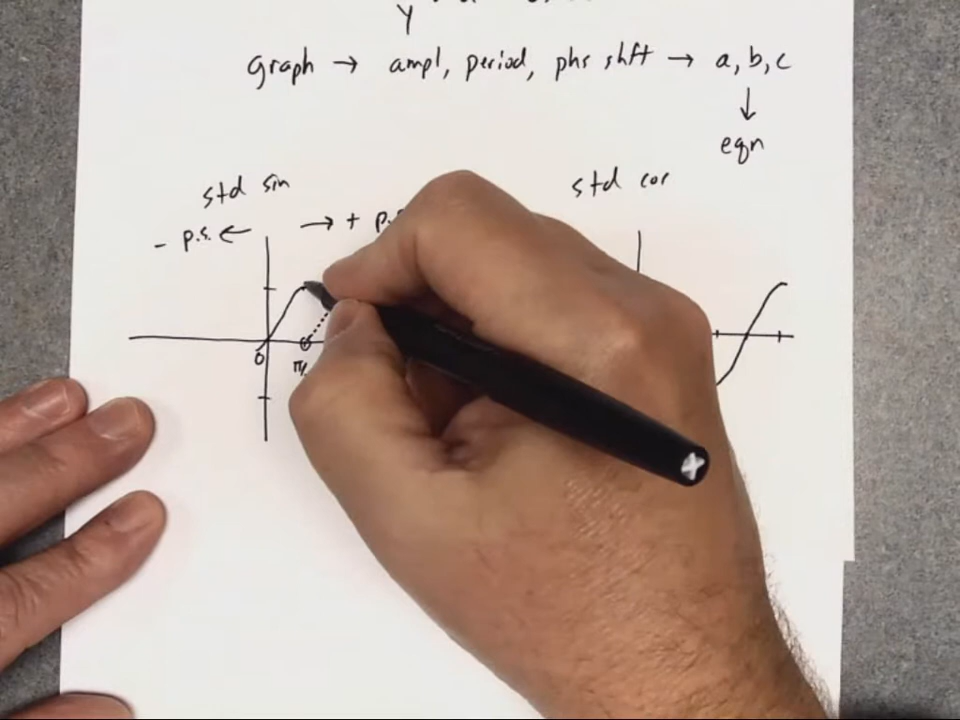 y
graph → ampl, period, phs shft → a, b, c
↓
eqn
std sin
std cos
- p.s. ←
→ + p.s
0